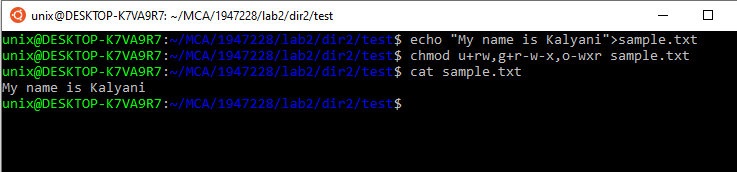 unix@DESKTOP-K7VA9R7: ~/MCA/1947228/lab2/dir2/test
unix@DESKTOP-K7VA9R7:~/MCA/1947228/lab2/dir2/test$ echo "My name is Kalyani">sample.txt
unix@DESKTOP-K7VA9R7:~/MCA/1947228/lab2/dir2/test$ chmod u+rw,g+r-w-x,o-wxr sample.txt
unix@DESKTOP-K7VA9R7:~/MCA/1947228/lab2/dir2/test$ cat sample.txt
My name is Kalyani
unix@DESKTOP-K7VA9R7:~/MCA/1947228/lab2/dir2/test$